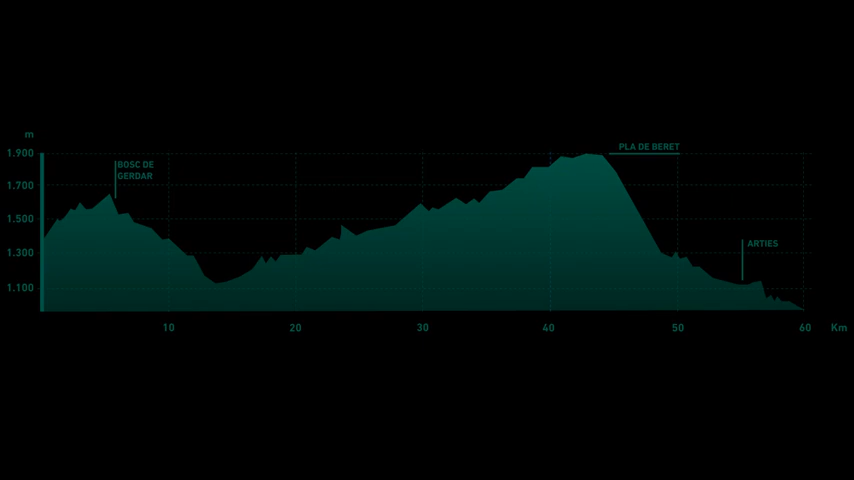 m
1.900
1.700
1.500
1.300
1.100
BOSC DE
GERDAR
PLA DE BERET
ARTIES
10 20 30 40 50 60 Km